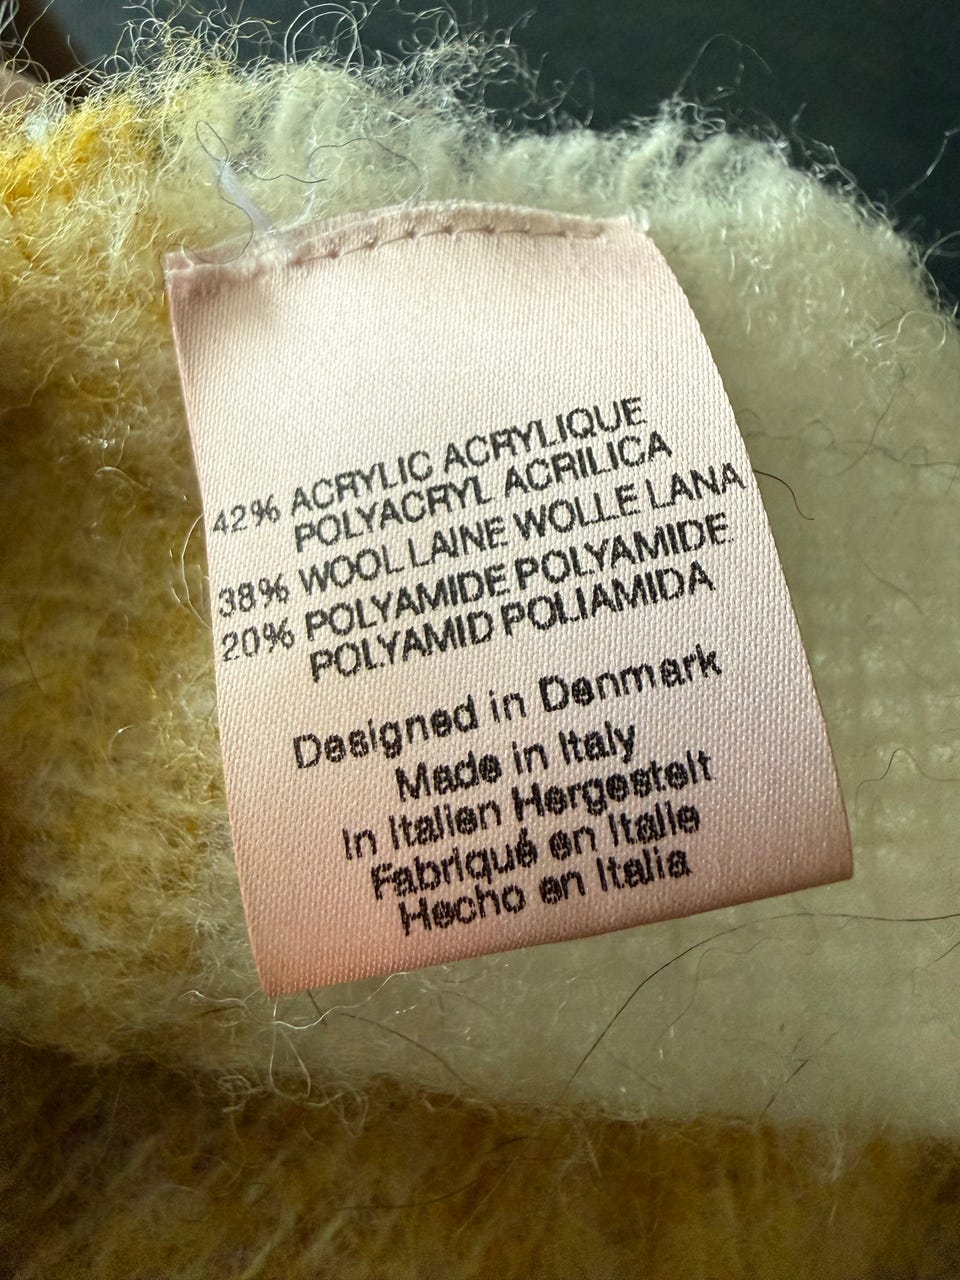 42% ACRYLIC ACRYLIQUE
POLYACRYL ACRILICA
38% WOOL LAINE WOLLE LANA
20% POLYAMIDE POLYAMIDE
POLYAMID POLIAMIDA
Designed in Denmark
Made in Italy
In Italien Hergestelt
Fabriqué en Italie
Hecho en Italia